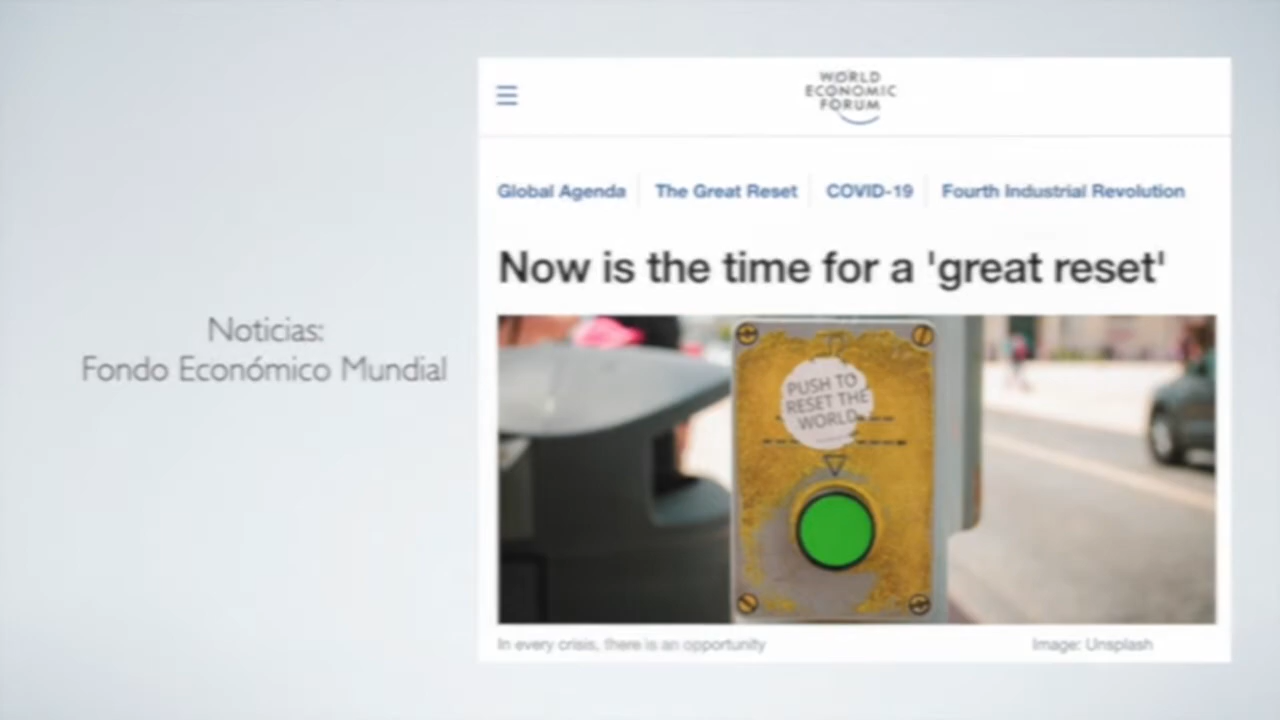 Noticias:
Fondo Económico Mundial
WORLD
ECONOMIC
FORUM
Global Agenda
The Great Reset
COVID-19
Fourth Industrial Revolution
Now is the time for a 'great reset'
PUSH TO
RESET THE
WORLD
In every crisis, there is an opportunity
Image: Unsplash